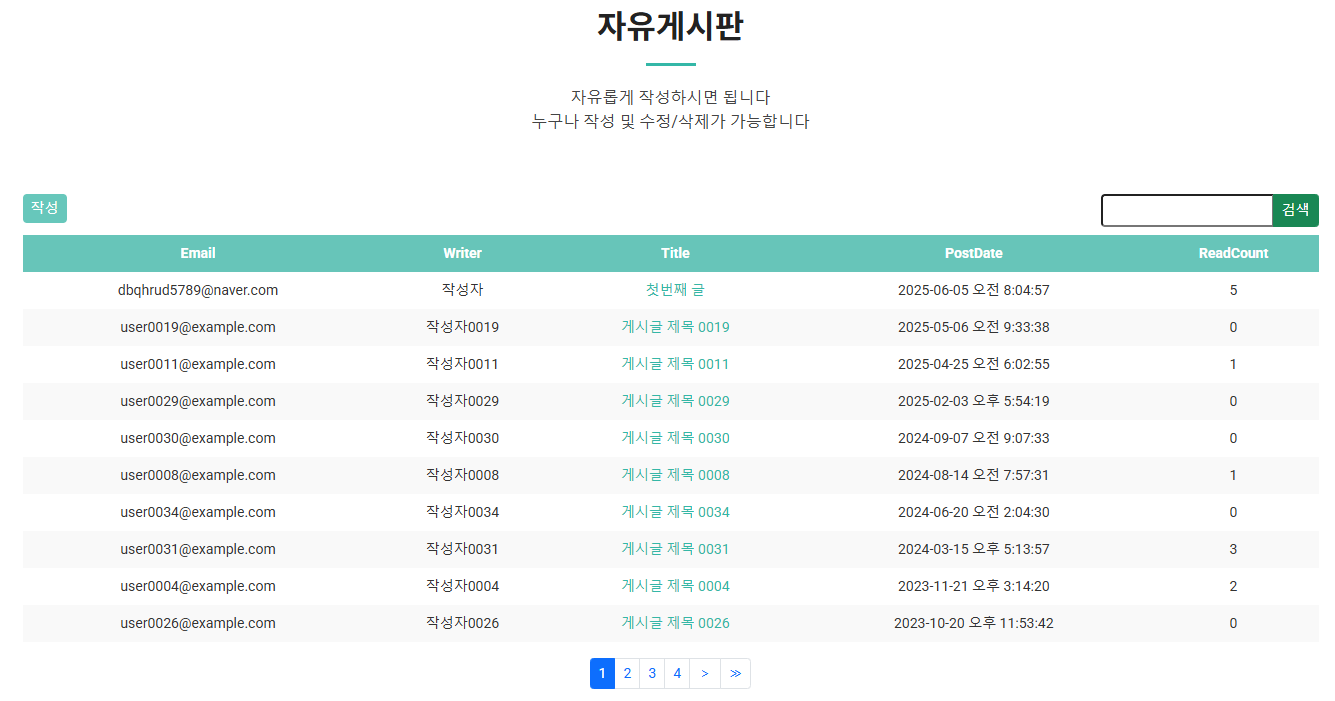 자유게시판
자유롭게 작성하시면 됩니다
누구나 작성 및 수정/삭제가 가능합니다
작성 검색
Email Writer Title PostDate ReadCount
dbqhrud5789@naver.com 작성자 첫번째 글 2025-06-05 오전 8:04:57 5
user0019@example.com 작성자0019 게시글 제목 0019 2025-05-06 오전 9:33:38 0
user0011@example.com 작성자0011 게시글 제목 0011 2025-04-25 오전 6:02:55 1
user0029@example.com 작성자0029 게시글 제목 0029 2025-02-03 오후 5:54:19 0
user0030@example.com 작성자0030 게시글 제목 0030 2024-09-07 오전 9:07:33 0
user0008@example.com 작성자0008 게시글 제목 0008 2024-08-14 오전 7:57:31 1
user0034@example.com 작성자0034 게시글 제목 0034 2024-06-20 오전 2:04:30 0
user0031@example.com 작성자0031 게시글 제목 0031 2024-03-15 오후 5:13:57 3
user0004@example.com 작성자0004 게시글 제목 0004 2023-11-21 오후 3:14:20 2
user0026@example.com 작성자0026 게시글 제목 0026 2023-10-20 오후 11:53:42 0
1 2 3 4 > ≫